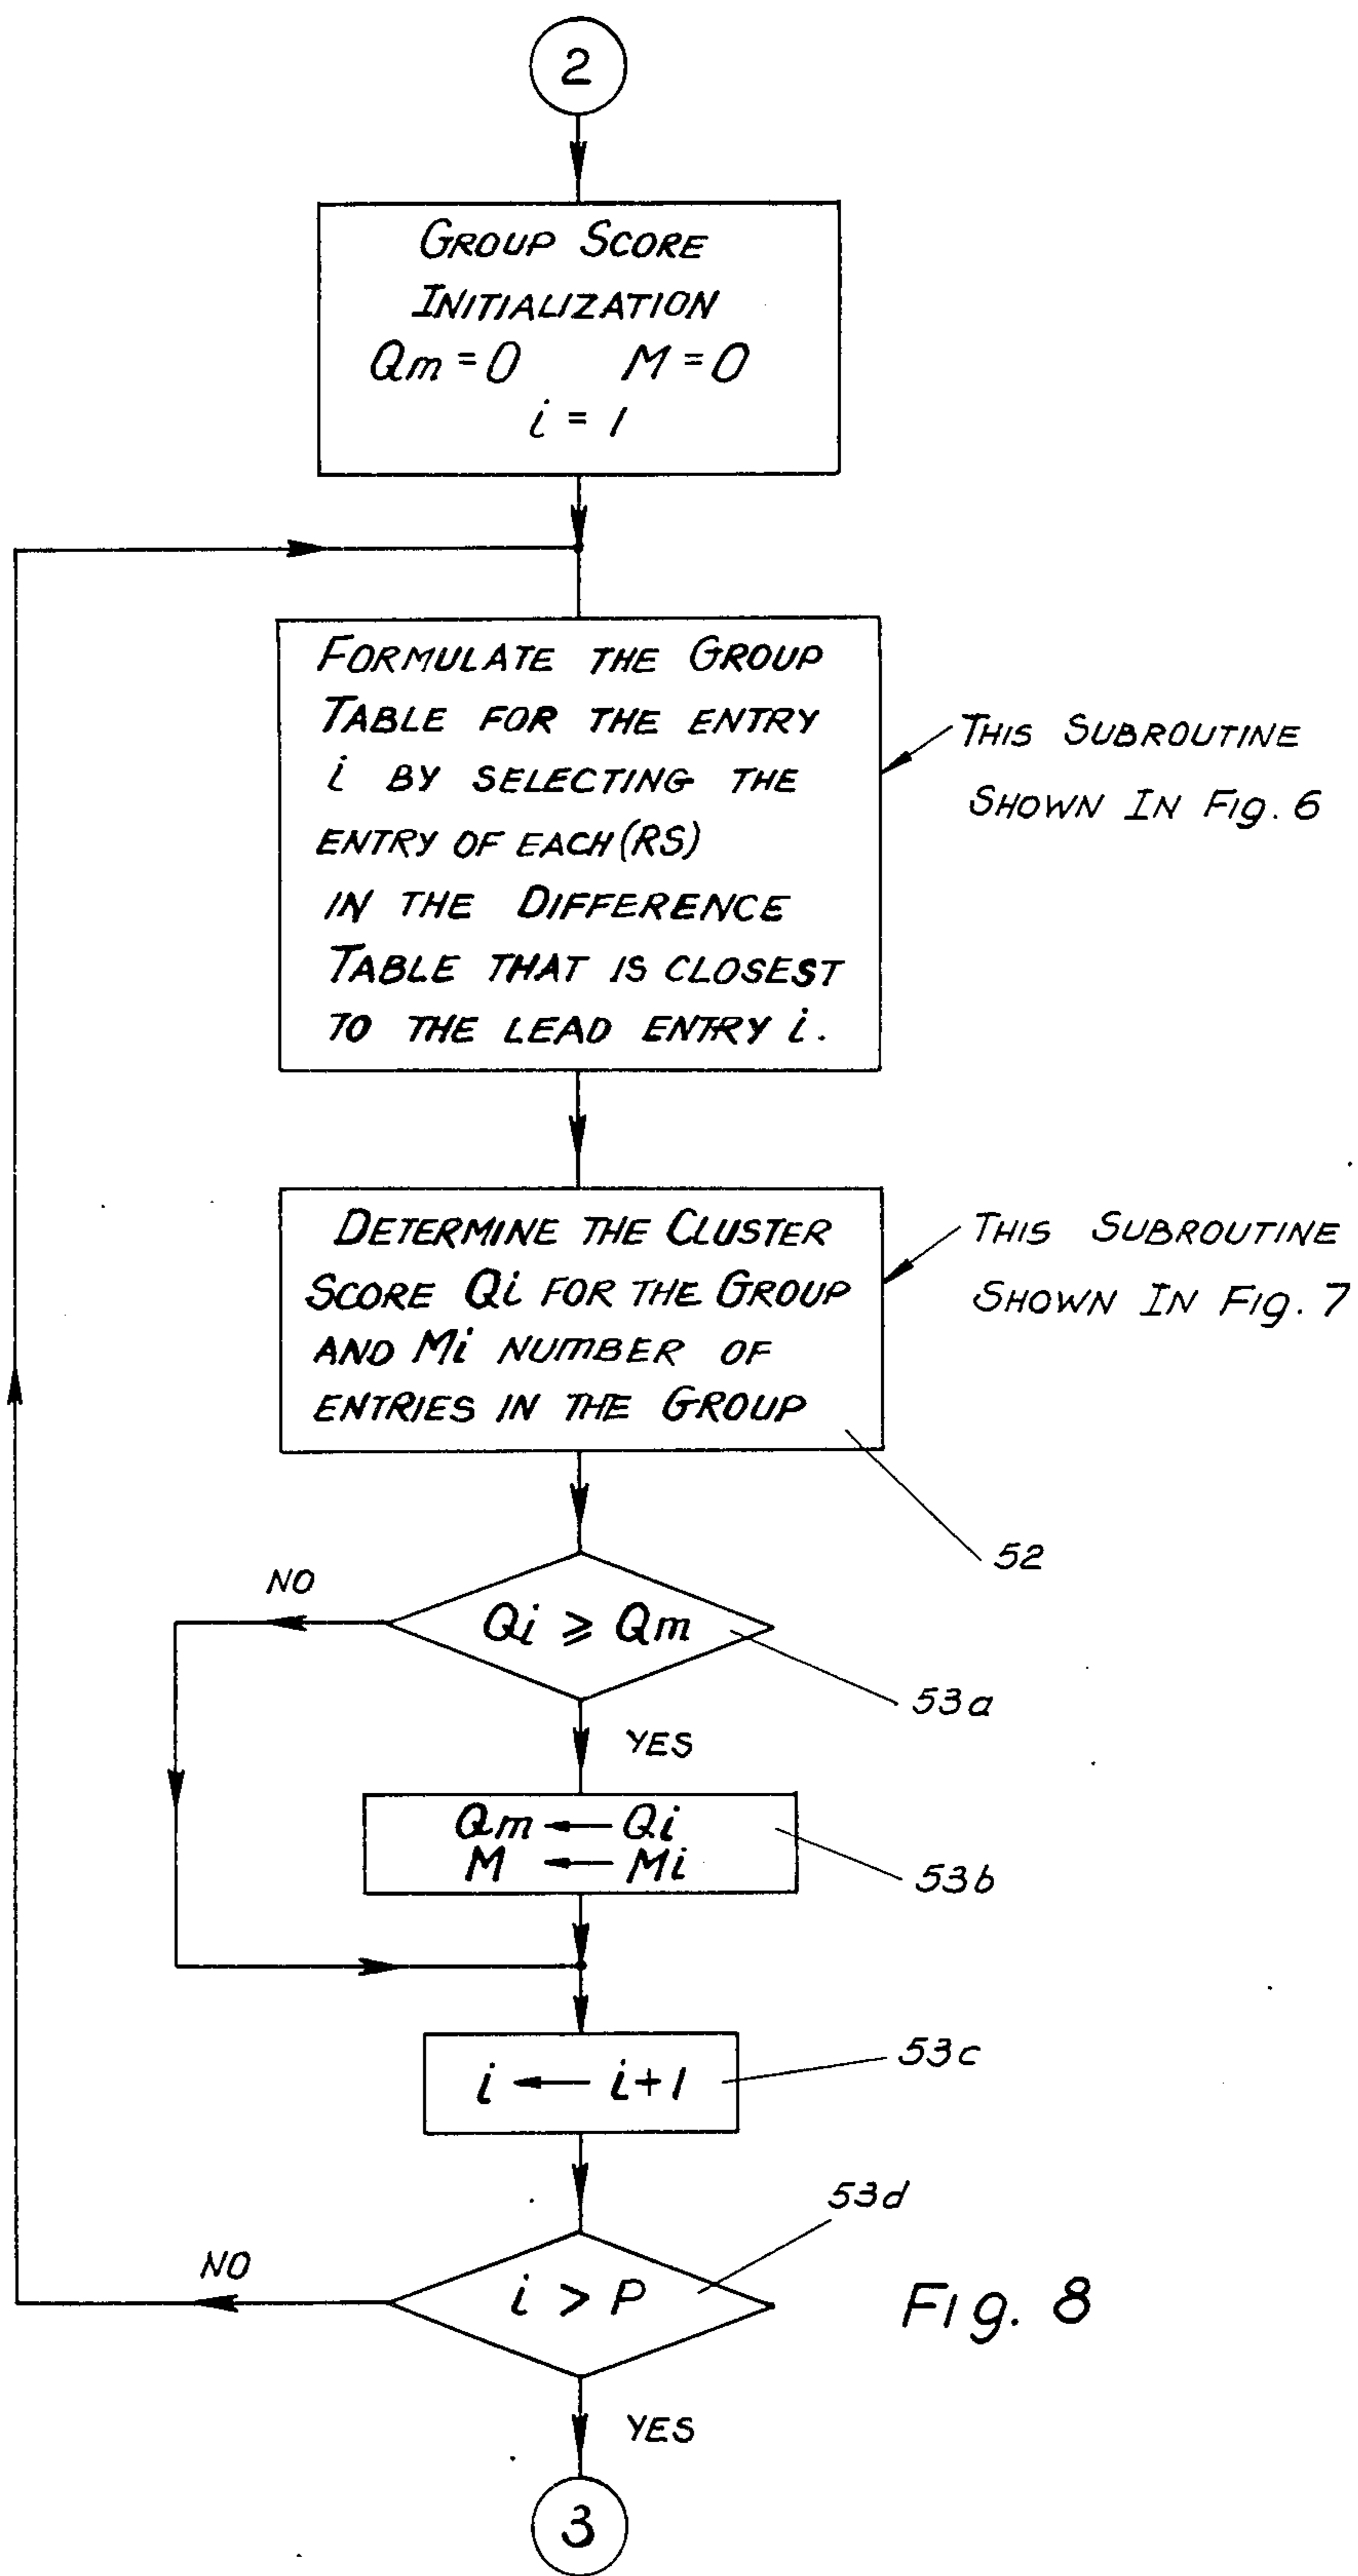 2
GROUP SCORE
INITIALIZATION
Qm = 0 M = 0
i = 1
FORMULATE THE GROUP
TABLE FOR THE ENTRY
i BY SELECTING THE
ENTRY OF EACH (RS)
IN THE DIFFERENCE
TABLE THAT IS CLOSEST
TO THE LEAD ENTRY i.
THIS SUBROUTINE
SHOWN IN FIG. 6
DETERMINE THE CLUSTER
SCORE Qi FOR THE GROUP
AND Mi NUMBER OF
ENTRIES IN THE GROUP
THIS SUBROUTINE
SHOWN IN FIG. 7
52
NO
Qi ⩾ Qm
53a
YES
Qm ← Qi
M ← Mi
53b
53c
i ← i+1
53d
NO
i > P
Fig. 8
YES
3